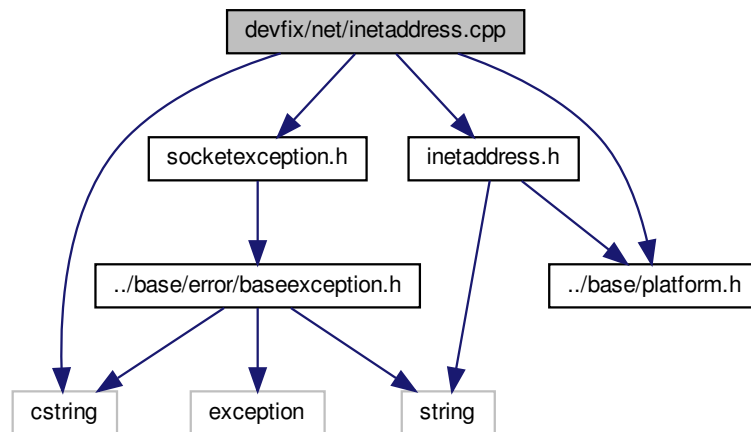 devfix/net/inetaddress.cpp
socketexception.h
inetaddress.h
../base/error/baseexception.h
../base/platform.h
cstring
exception
string